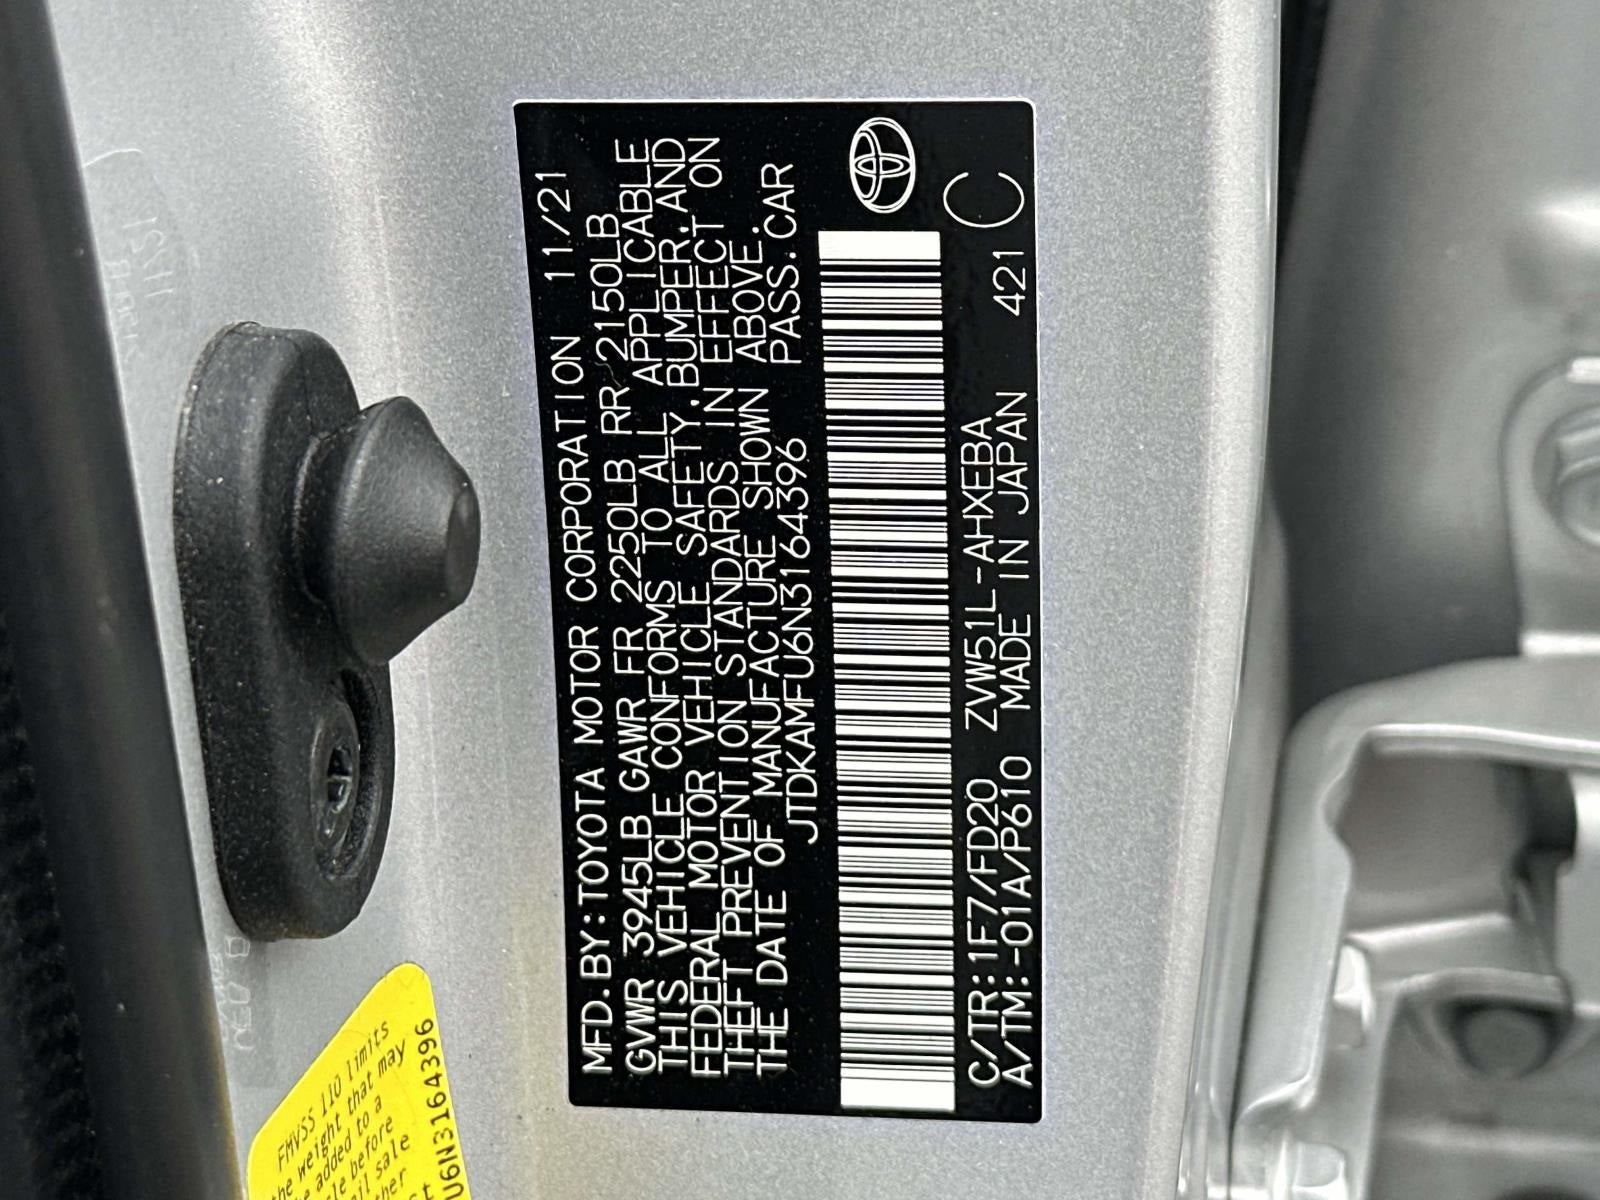 MFD.BY:TOYOTA MOTOR CORPORATION 11/21
GVWR 3945LB GAWR FR 2250LB RR 2150LB
THIS VEHICLE CONFORMS TO ALL APPLICABLE
FEDERAL MOTOR VEHICLE SAFETY,BUMPER,AND
THEFT PREVENTION STANDARDS IN EFFECT ON
THE DATE OF MANUFACTURE SHOWN ABOVE.
JTDKAMFU6N3164396 PASS.CAR
C/TR:1F7/FD20 ZVW51L-AHXEBA
A/TM:-01A/P610 MADE IN JAPAN 421
C
FMVSS 110 limits
the weight that may
be added to a
before
sale
U6N3164396